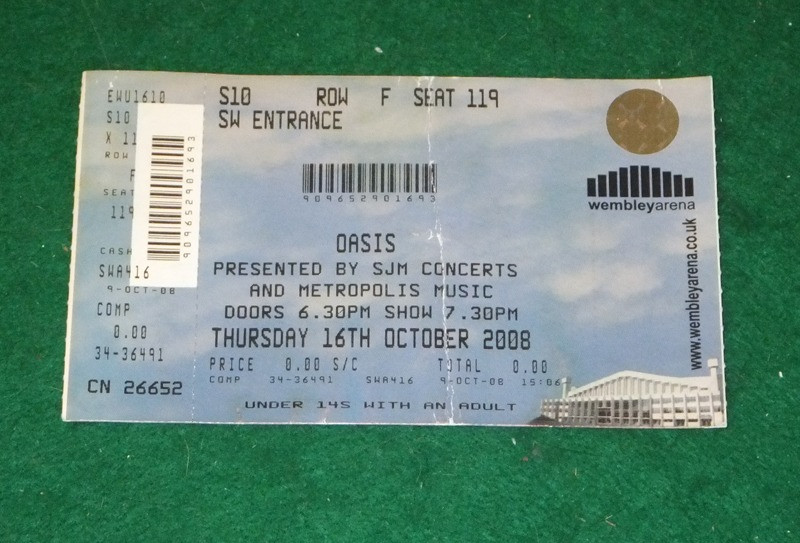 EWU1610
S10
X 11
ROW
F
SEAT
119
CASH
SWA416
9-OCT-08
COMP
0.00
34-36491
CN 26652
909652901693
S10 ROW F SEAT 119
SW ENTRANCE
909652901693
OASIS
PRESENTED BY SJM CONCERTS
AND METROPOLIS MUSIC
DOORS 6.30PM SHOW 7.30PM
THURSDAY 16TH OCTOBER 2008
PRICE 0.00 S/C TOTAL 0.00
COMP 34-36491 SWA416 9-OCT-08 15:06
UNDER 14S WITH AN ADULT
wembleyarena
www.wembleyarena.co.uk